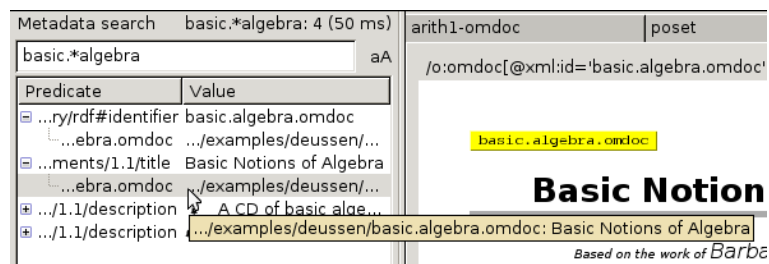 Metadata search basic.*algebra: 4 (50 ms)
basic.*algebra aA
Predicate Value
...ry/rdf#identifier basic.algebra.omdoc
...ebra.omdoc .../examples/deussen/...
...ments/1.1/title Basic Notions of Algebra
...ebra.omdoc .../examples/deussen/...
.../1.1/description A CD of basic alge...
.../1.1/description
.../examples/deussen/basic.algebra.omdoc: Basic Notions of Algebra
arith1-omdoc poset
/o:omdoc[@xml:id='basic.algebra.omdoc'
basic.algebra.omdoc
Basic Notion
Based on the work of Barba